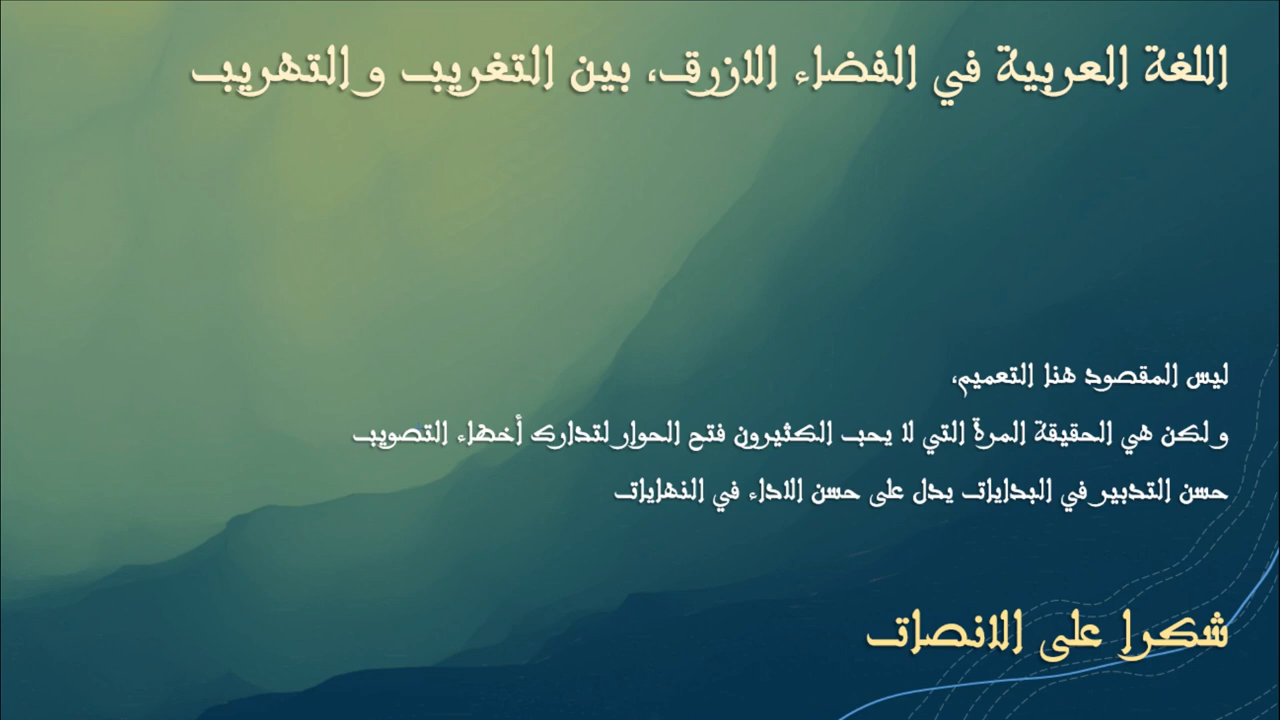 اللغة العربية في الفضاء الازرق، بين التغريب و التهريب
ليس المقصود هنا التعميم،
و لكن هي الحقيقة المرة التي لا يحب الكثيرون فتح الحوار لتدارك أخطاء التصويب
حسن التدبير في البدايات يدل على حسن الاداء في النهايات
شكرا على الانصات